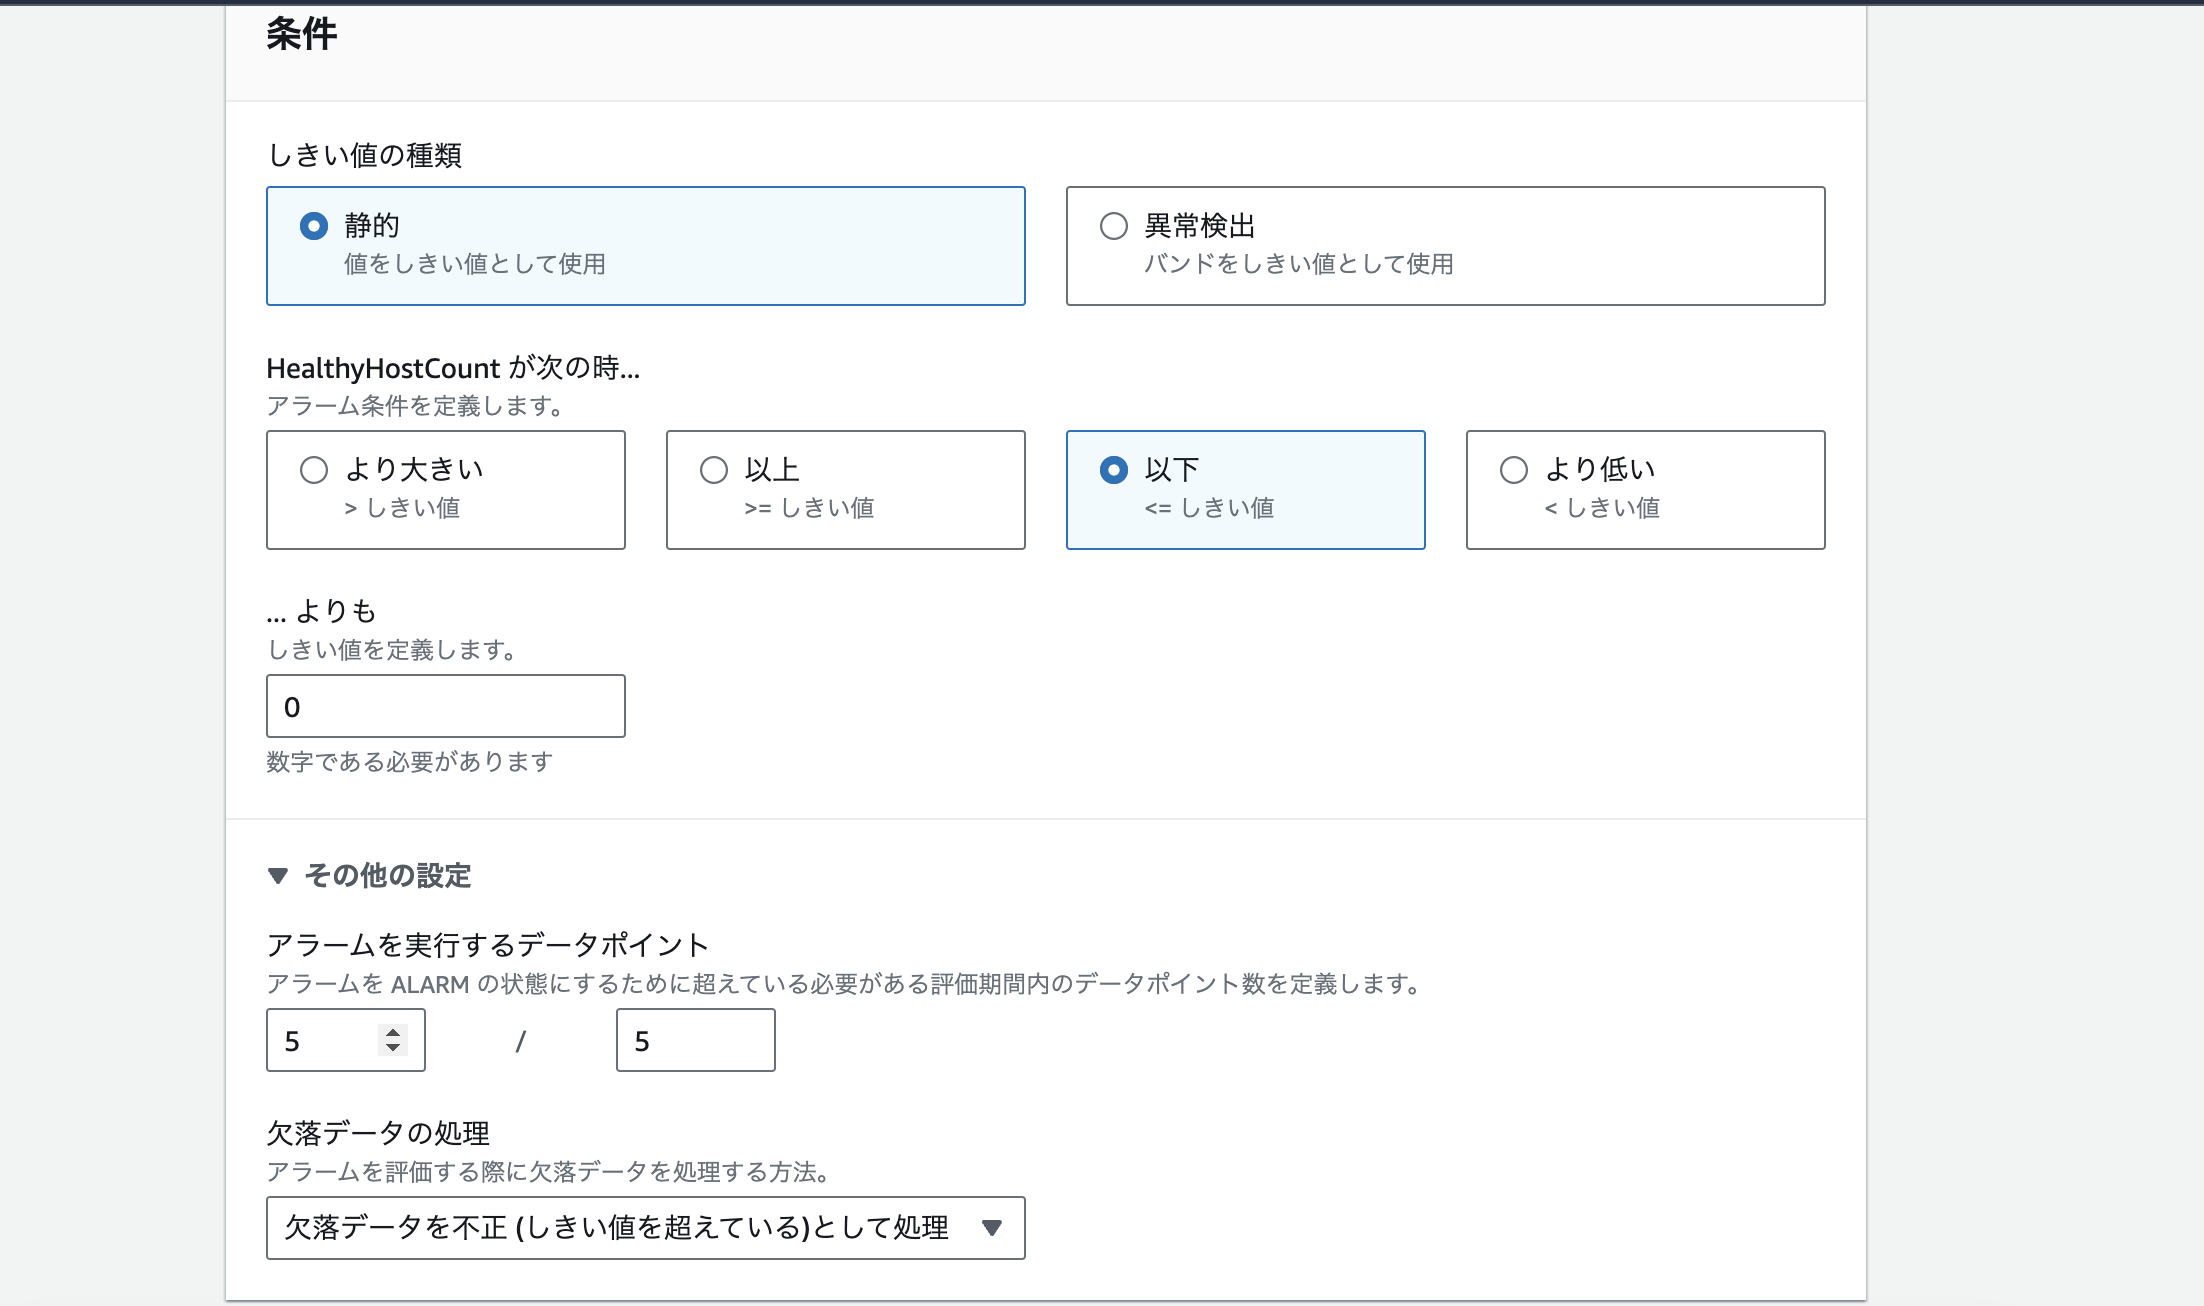 条件
しきい値の種類
静的
値をしきい値として使用
異常検出
バンドをしきい値として使用
HealthyHostCount が次の時...
アラーム条件を定義します。
より大きい
> しきい値
以上
>= しきい値
以下
<= しきい値
より低い
< しきい値
... よりも
しきい値を定義します。
0
数字である必要があります
その他の設定
アラームを実行するデータポイント
アラームを ALARM の状態にするために超えている必要がある評価期間内のデータポイント数を定義します。
5 / 5
欠落データの処理
アラームを評価する際に欠落データを処理する方法。
欠落データを不正 (しきい値を超えている)として処理